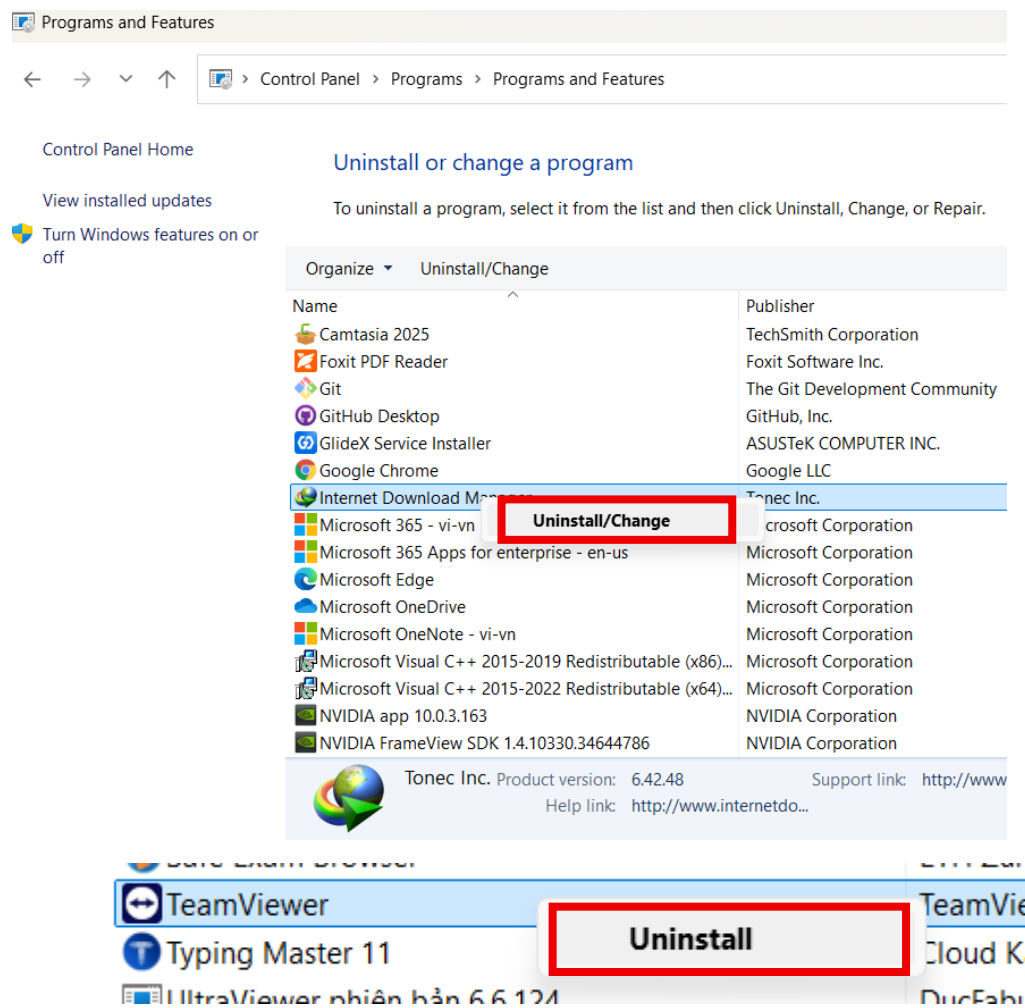 Programs and Features
Control Panel > Programs > Programs and Features
Control Panel Home
View installed updates
Turn Windows features on or
off
Uninstall or change a program
To uninstall a program, select it from the list and then click Uninstall, Change, or Repair.
Organize Uninstall/Change
Name Publisher
Camtasia 2025 TechSmith Corporation
Foxit PDF Reader Foxit Software Inc.
Git The Git Development Community
GitHub Desktop GitHub, Inc.
GlideX Service Installer ASUSTeK COMPUTER INC.
Google Chrome Google LLC
Internet Download Manager Tonec Inc.
Uninstall/Change
Microsoft 365 - vi-vn crosoft Corporation
Microsoft 365 Apps for enterprise - en-us Microsoft Corporation
Microsoft Edge Microsoft Corporation
Microsoft OneDrive Microsoft Corporation
Microsoft OneNote - vi-vn Microsoft Corporation
Microsoft Visual C++ 2015-2019 Redistributable (x86)... Microsoft Corporation
Microsoft Visual C++ 2015-2022 Redistributable (x64)... Microsoft Corporation
NVIDIA app 10.0.3.163 NVIDIA Corporation
NVIDIA FrameView SDK 1.4.10330.34644786 NVIDIA Corporation
Tonec Inc. Product version: 6.42.48 Support link: http://www
Help link: http://www.internetdo...
Safe Exam Browser
TeamViewer TeamVie
Uninstall
Typing Master 11 Cloud Ka
UltraViewer phiên bản 6.6.124 DucFabu